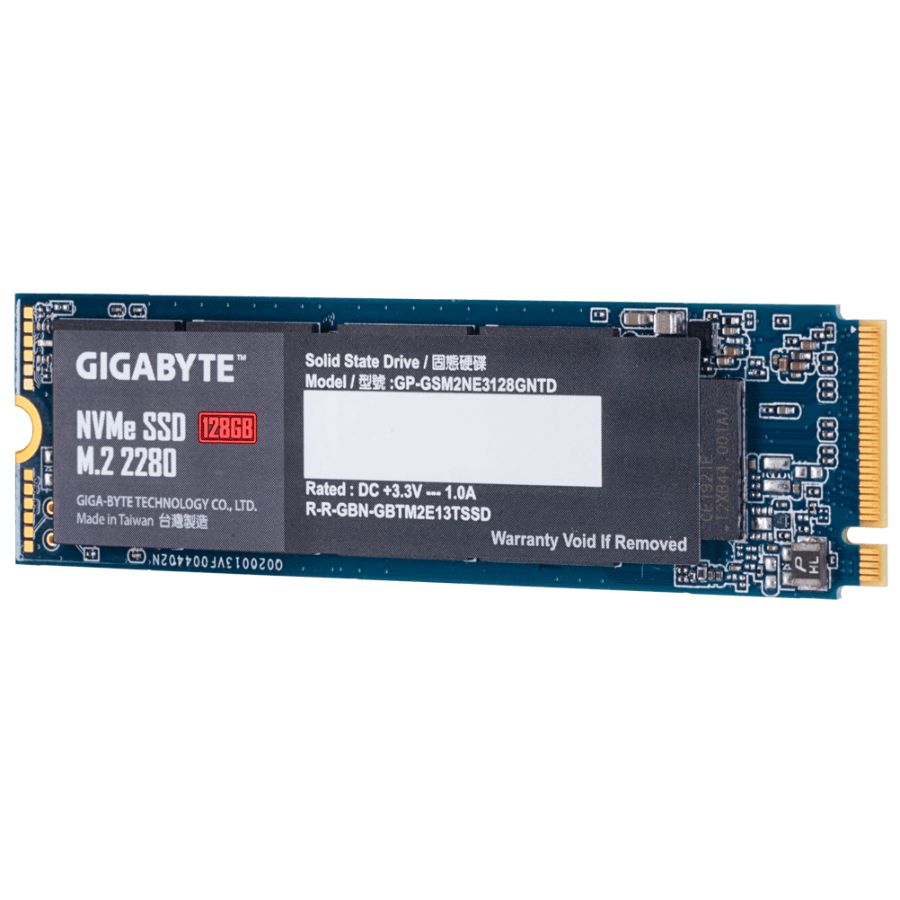 GIGABYTE™
NVMe SSD 128GB
M.2 2280
GIGA-BYTE TECHNOLOGY CO., LTD.
Made in Taiwan 台灣製造
Solid State Drive / 固態硬碟
Model / 型號 :GP-GSM2NE3128GNTD
Rated : DC +3.3V --- 1.0A
R-R-GBN-GBTM2E13TSSD
Warranty Void If Removed
HL